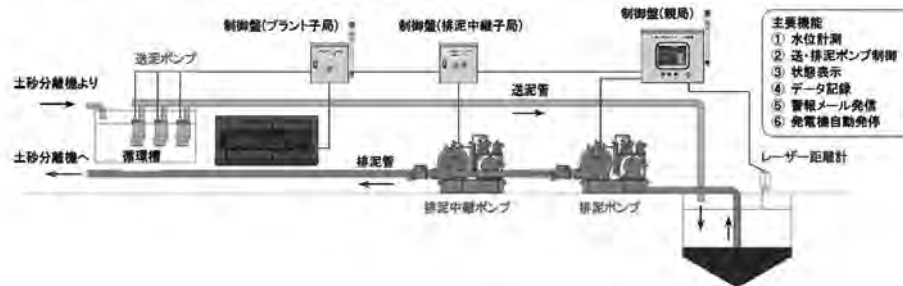 制御盤(プラント子局)
制御盤(排泥中継子局)
制御盤(親局)
主要機能
① 水位計測
② 送・排泥ポンプ制御
③ 状態表示
④ データ記録
⑤ 警報メール発信
⑥ 発電機自動発停
送泥ポンプ
土砂分離機より
送泥管
循環槽
土砂分離機へ
排泥管
レーザー距離計
排泥中継ポンプ
排泥ポンプ